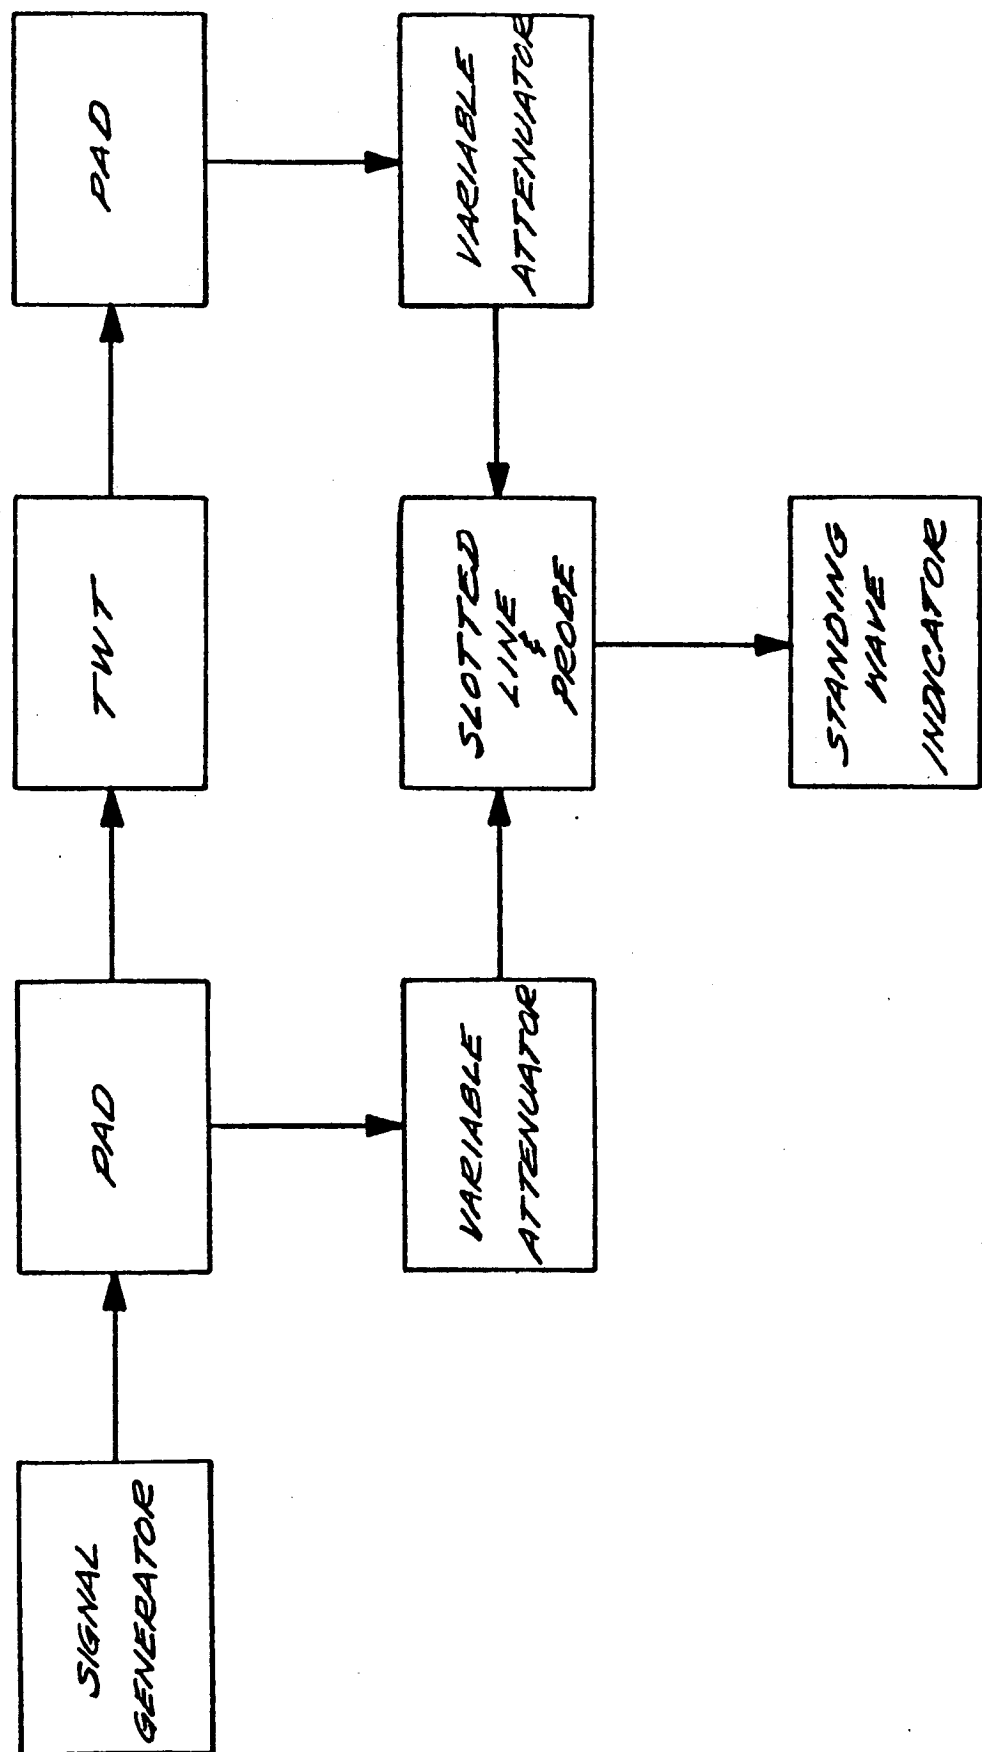 SIGNAL
GENERATOR
PAD
TWT
PAD
VARIABLE
ATTENUATOR
SLOTTED
LINE
&
PROBE
VARIABLE
ATTENUATOR
STANDING
WAVE
INDICATOR